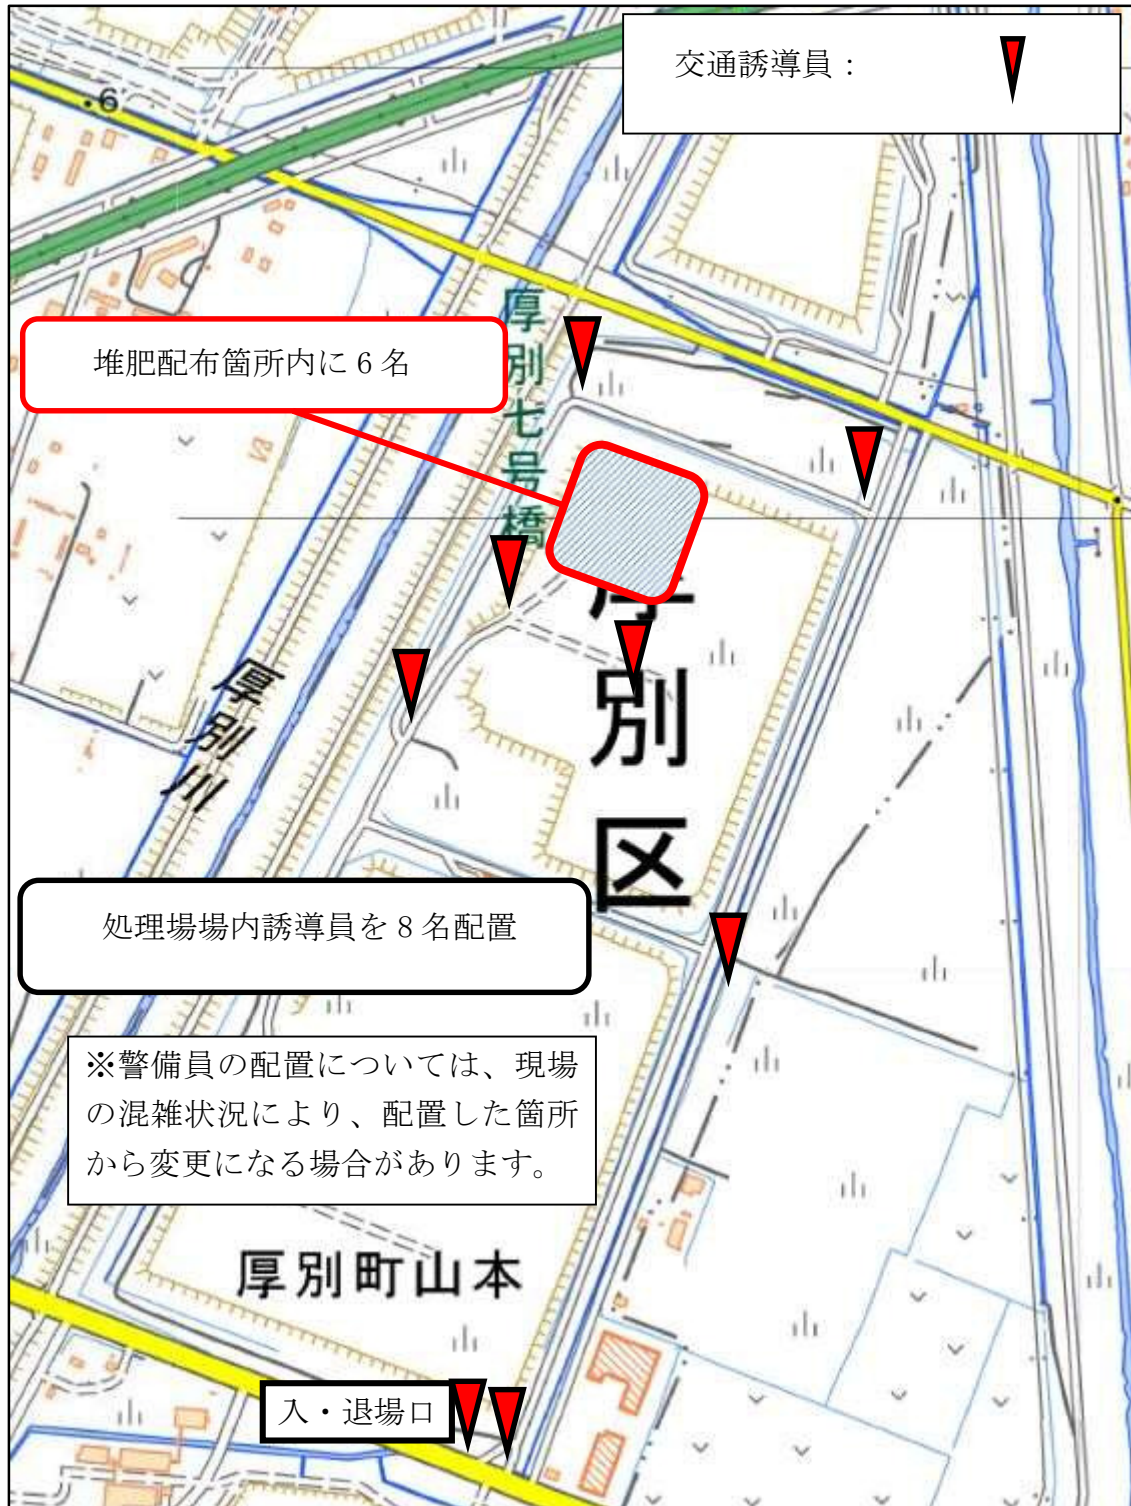 交通誘導員：
.6
厚別七号橋
堆肥配布箇所内に６名
厚別区
厚別川
処理場場内誘導員を８名配置
※警備員の配置については、現場
の混雑状況により、配置した箇所
から変更になる場合があります。
厚別町山本
入・退場口